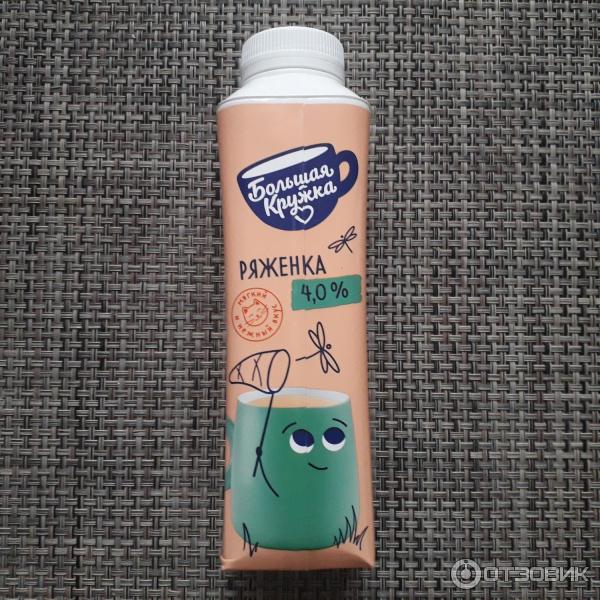 Большая
Кружка
РЯЖЕНКА
4,0 %
мягкий
и нежный вкус
ОТЗОВИК